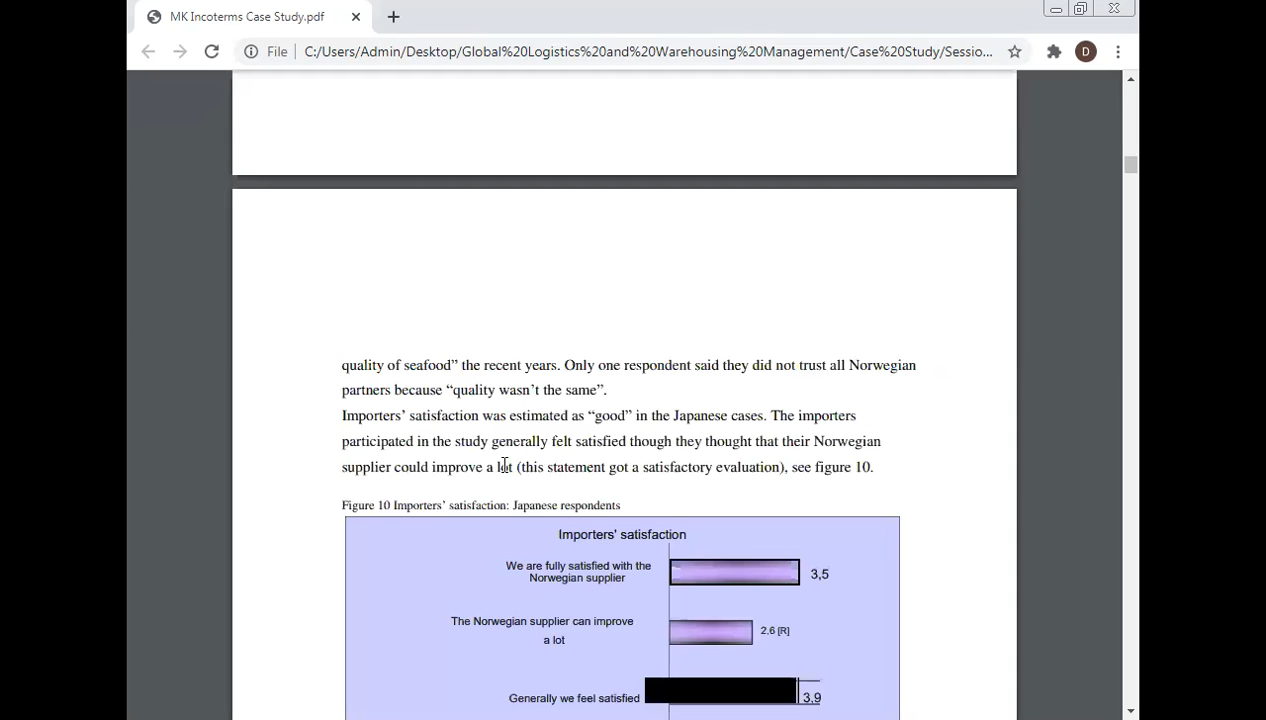 MK Incoterms Case Study.pdf
File C:/Users/Admin/Desktop/Global%20Logistics%20and%20Warehousing%20Management/Case%20Study/Sessio...
D
quality of seafood” the recent years. Only one respondent said they did not trust all Norwegian
partners because “quality wasn’t the same”.
Importers’ satisfaction was estimated as “good” in the Japanese cases. The importers
participated in the study generally felt satisfied though they thought that their Norwegian
supplier could improve a lot (this statement got a satisfactory evaluation), see figure 10.
Figure 10 Importers’ satisfaction: Japanese respondents
Importers' satisfaction
We are fully satisfied with the
Norwegian supplier
3,5
The Norwegian supplier can improve
a lot
2.6 [R]
Generally we feel satisfied
3,9